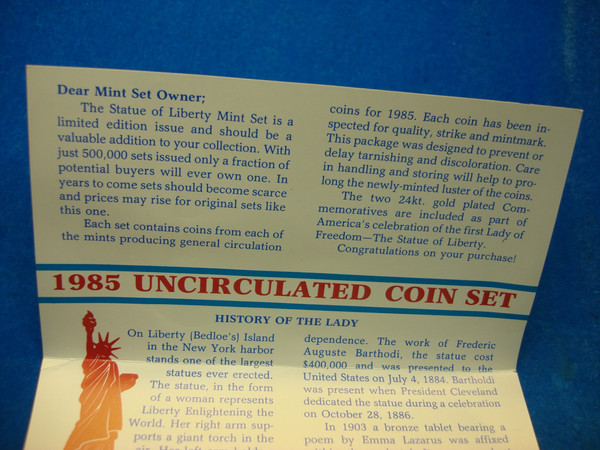 Dear Mint Set Owner;
The Statue of Liberty Mint Set is a
limited edition issue and should be a
valuable addition to your collection. With
just 500,000 sets issued only a fraction of
potential buyers will ever own one. In
years to come sets should become scarce
and prices may rise for original sets like
this one.
Each set contains coins from each of
the mints producing general circulation
coins for 1985. Each coin has been in-
spected for quality, strike and mintmark.
This package was designed to prevent or
delay tarnishing and discoloration. Care
in handling and storing will help to pro-
long the newly-minted luster of the coins.
The two 24kt. gold plated Com-
memoratives are included as part of
America's celebration of the first Lady of
Freedom—The Statue of Liberty.
Congratulations on your purchase!
1985 UNCIRCULATED COIN SET
HISTORY OF THE LADY
On Liberty (Bedloe's) Island
in the New York harbor
stands one of the largest
statues ever erected.
The statue, in the form
of a woman represents
Liberty Enlightening the
World. Her right arm sup-
ports a giant torch in the
air. Her left arm holds
dependence. The work of Frederic
Auguste Barthodi, the statue cost
$400,000 and was presented to the
United States on July 4, 1884. Bartholdi
was present when President Cleveland
dedicated the statue during a celebration
on October 28, 1886.
In 1903 a bronze tablet bearing a
poem by Emma Lazarus was affixed